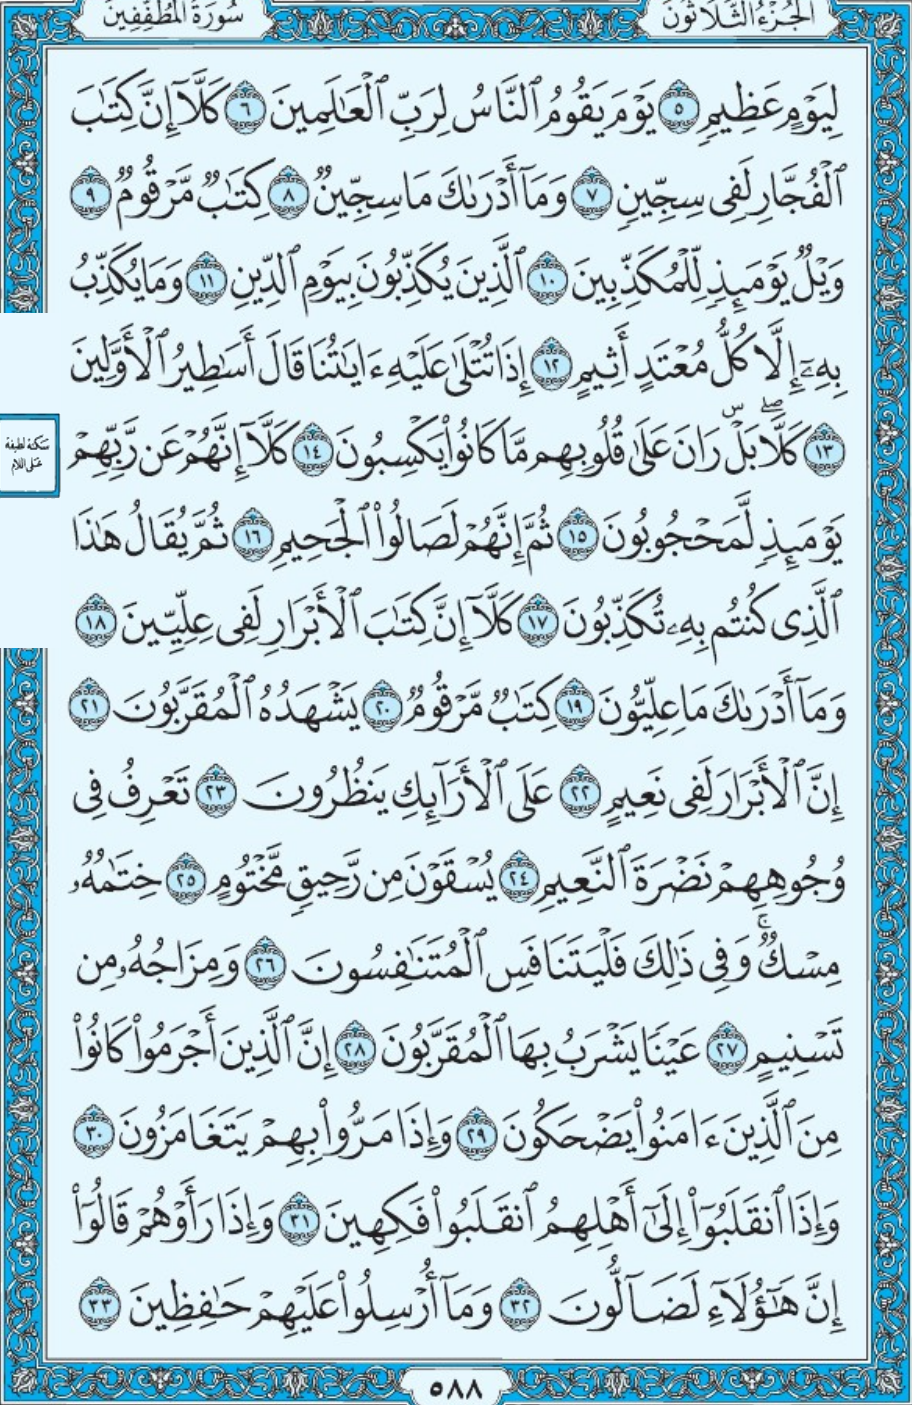 الجُزْءُ الثَّلَاثُونَ
سُورَةُ المُطَفِّفِينَ
لِيَوْمٍ عَظِيمٍ ٥ يَوْمَ يَقُومُ ٱلنَّاسُ لِرَبِّ ٱلْعَٰلَمِينَ ٦ كَلَّآ إِنَّ كِتَٰبَ
ٱلْفُجَّارِ لَفِى سِجِّينٍ ٧ وَمَآ أَدْرَىٰكَ مَا سِجِّينٌ ٨ كِتَٰبٌ مَّرْقُومٌ ٩
وَيْلٌ يَوْمَئِذٍ لِّلْمُكَذِّبِينَ ١٠ ٱلَّذِينَ يُكَذِّبُونَ بِيَوْمِ ٱلدِّينِ ١١ وَمَا يُكَذِّبُ
بِهِۦٓ إِلَّا كُلُّ مُعْتَدٍ أَثِيمٍ ١٢ إِذَا تُتْلَىٰ عَلَيْهِ ءَايَٰتُنَا قَالَ أَسَٰطِيرُ ٱلْأَوَّلِينَ
١٣ كَلَّا ۖ بَلْ ۜ رَانَ عَلَىٰ قُلُوبِهِم مَّا كَانُوا۟ يَكْسِبُونَ ١٤ كَلَّآ إِنَّهُمْ عَن رَّبِّهِمْ
سكتة لطيفة
على اللام
يَوْمَئِذٍ لَّمَحْجُوبُونَ ١٥ ثُمَّ إِنَّهُمْ لَصَالُوا۟ ٱلْجَحِيمِ ١٦ ثُمَّ يُقَالُ هَٰذَا
ٱلَّذِى كُنتُم بِهِۦ تُكَذِّبُونَ ١٧ كَلَّآ إِنَّ كِتَٰبَ ٱلْأَبْرَارِ لَفِى عِلِّيِّينَ ١٨
وَمَآ أَدْرَىٰكَ مَا عِلِّيُّونَ ١٩ كِتَٰبٌ مَّرْقُومٌ ٢٠ يَشْهَدُهُ ٱلْمُقَرَّبُونَ ٢١
إِنَّ ٱلْأَبْرَارَ لَفِى نَعِيمٍ ٢٢ عَلَى ٱلْأَرَآئِكِ يَنظُرُونَ ٢٣ تَعْرِفُ فِى
وُجُوهِهِمْ نَضْرَةَ ٱلنَّعِيمِ ٢٤ يُسْقَوْنَ مِن رَّحِيقٍ مَّخْتُومٍ ٢٥ خِتَٰمُهُۥ
مِسْكٌ ۚ وَفِى ذَٰلِكَ فَلْيَتَنَافَسِ ٱلْمُتَنَٰفِسُونَ ٢٦ وَمِزَاجُهُۥ مِن
تَسْنِيمٍ ٢٧ عَيْنًا يَشْرَبُ بِهَا ٱلْمُقَرَّبُونَ ٢٨ إِنَّ ٱلَّذِينَ أَجْرَمُوا۟ كَانُوا۟
مِنَ ٱلَّذِينَ ءَامَنُوا۟ يَضْحَكُونَ ٢٩ وَإِذَا مَرُّوا۟ بِهِمْ يَتَغَامَزُونَ ٣٠
وَإِذَا ٱنقَلَبُوٓا۟ إِلَىٰٓ أَهْلِهِمُ ٱنقَلَبُوا۟ فَكِهِينَ ٣١ وَإِذَا رَأَوْهُمْ قَالُوٓا۟
إِنَّ هَٰٓؤُلَآءِ لَضَآلُّونَ ٣٢ وَمَآ أُرْسِلُوا۟ عَلَيْهِمْ حَٰفِظِينَ ٣٣
٥٨٨